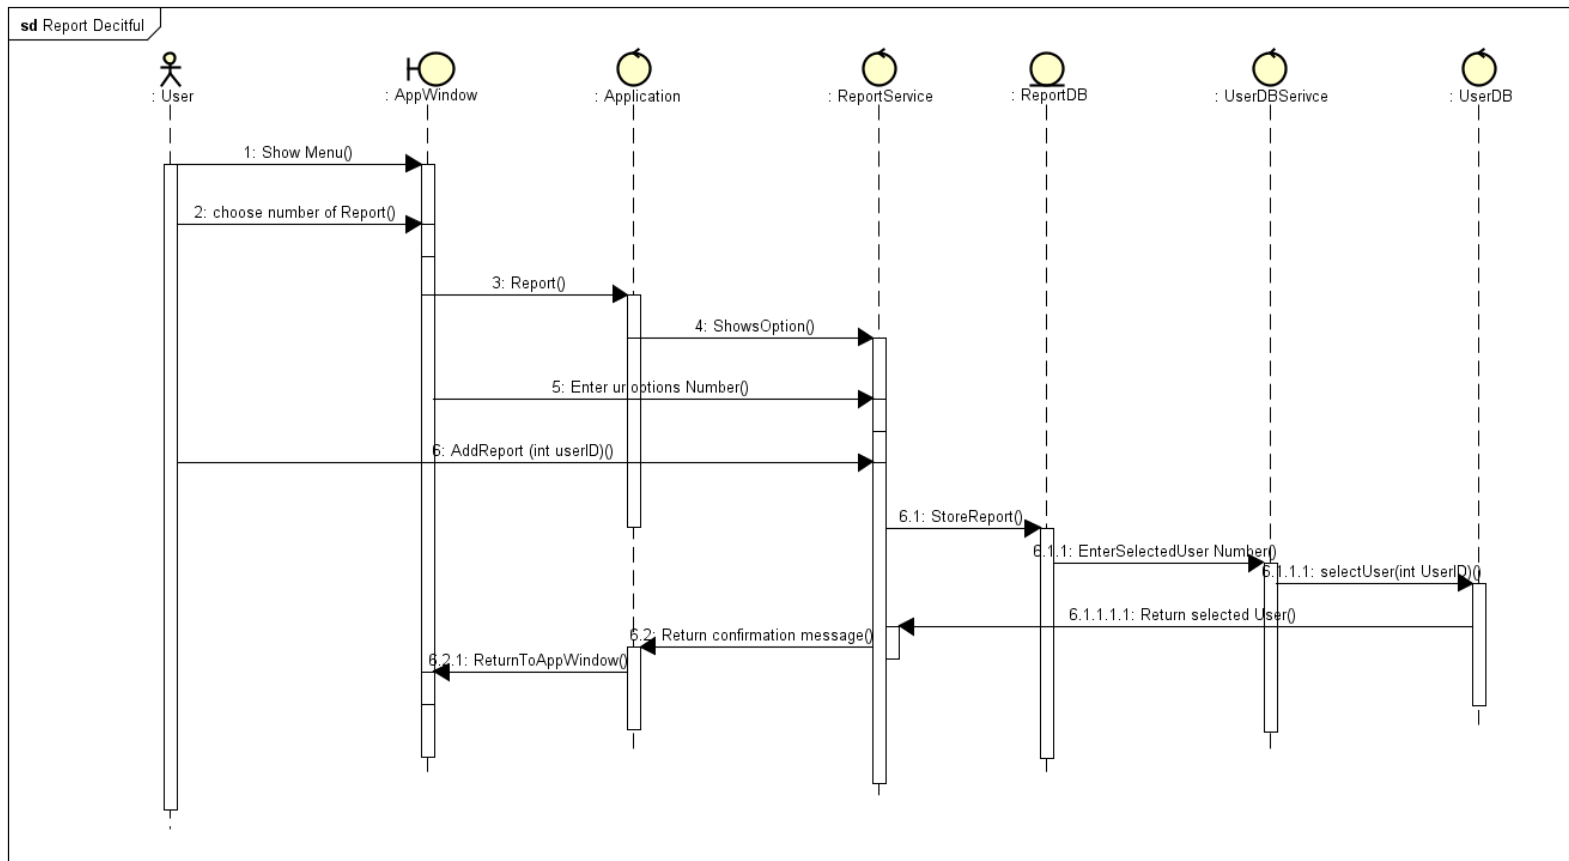 sd Report Decitful
: User
: AppWindow
: Application
: ReportService
: ReportDB
: UserDBSerivce
: UserDB
1: Show Menu()
2: choose number of Report()
3: Report()
4: ShowsOption()
5: Enter ur options Number()
6: AddReport (int userID)()
6.1: StoreReport()
6.1.1: EnterSelectedUser Number()
6.1.1.1: selectUser(int UserID)()
6.1.1.1.1: Return selected User()
6.2: Return confirmation message()
6.2.1: ReturnToAppWindow()